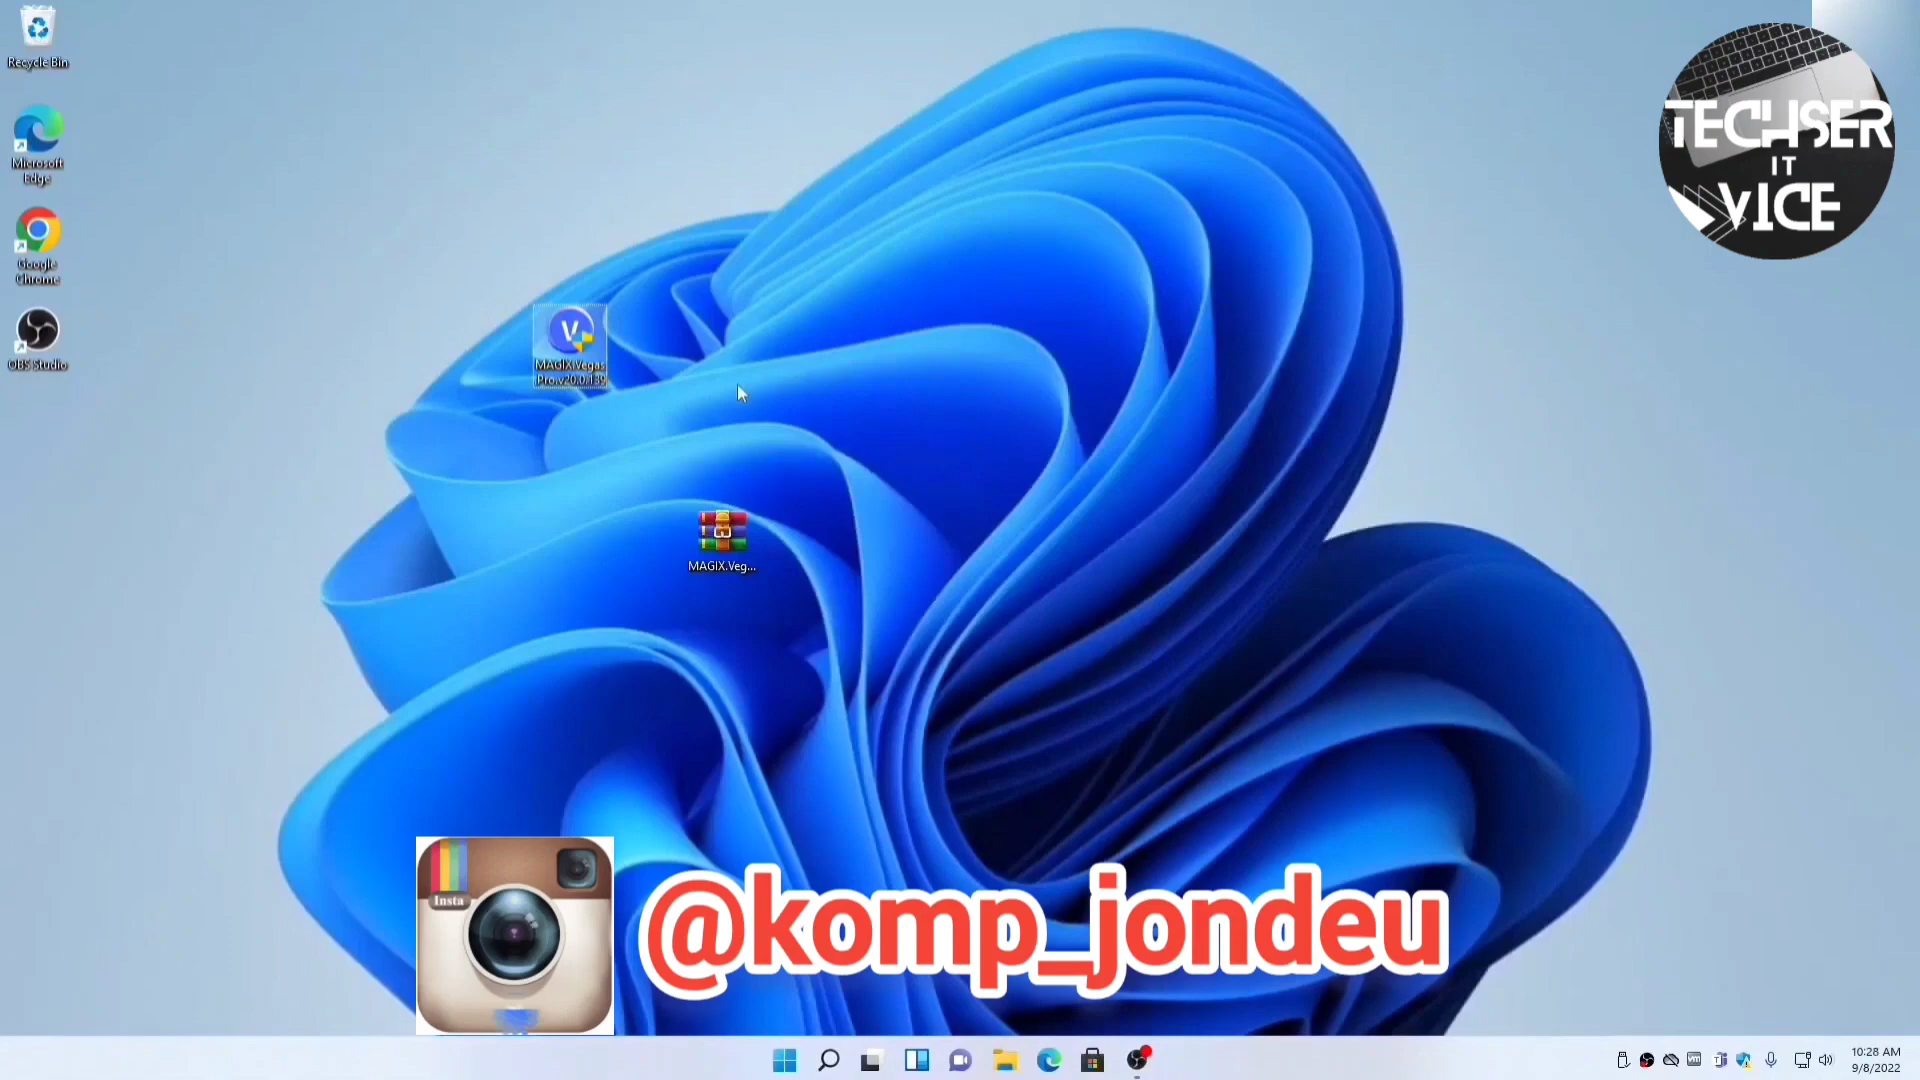 Recycle Bin
Microsoft
Edge
Google
Chrome
OBS Studio
MAGIX.Vegas
.Pro.v20.0.139
MAGIX.Veg...
TECHSER
IT
VICE
Insta
@komp_jondeu
10:28 AM
9/8/2022